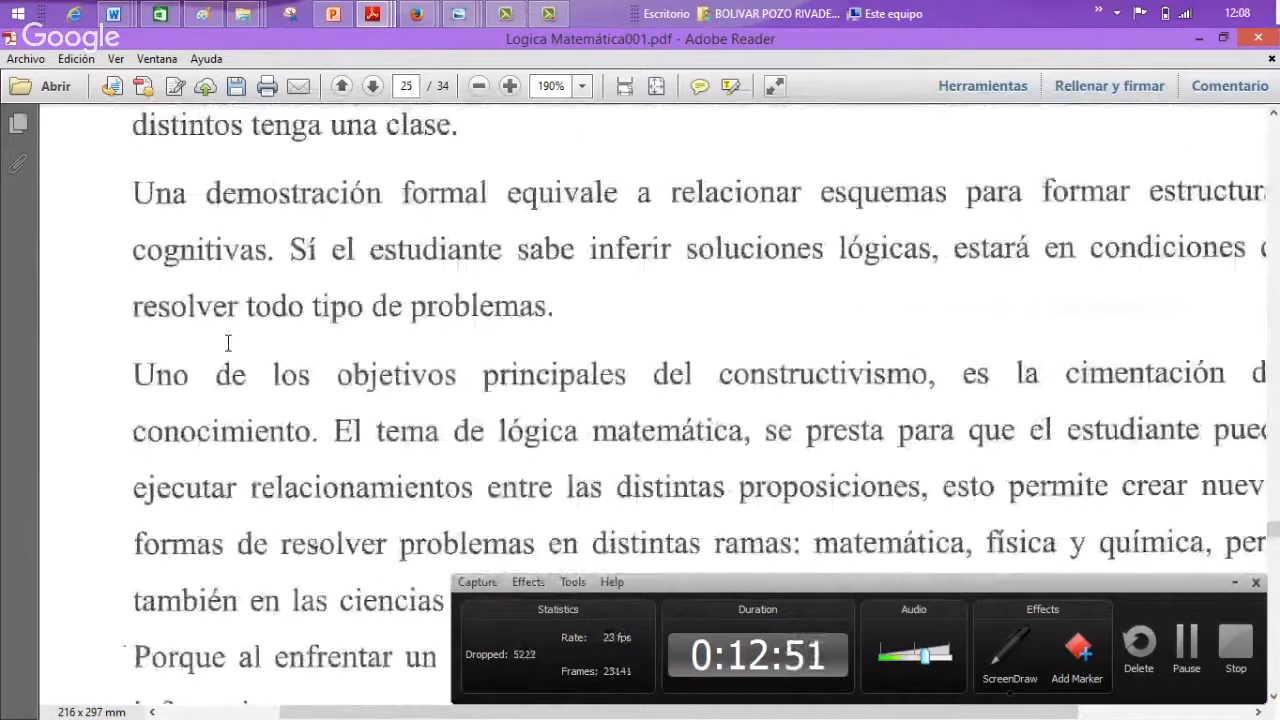 Escritorio
BOLIVAR POZO RIVADE...
Este equipo
12:08
Google
Logica Matemática001.pdf - Adobe Reader
Archivo Edición Ver Ventana Ayuda
Abrir
25 / 34
190%
Herramientas
Rellenar y firmar
Comentario
distintos tenga una clase.
Una demostración formal equivale a relacionar esquemas para formar estructura
cognitivas. Sí el estudiante sabe inferir soluciones lógicas, estará en condiciones
resolver todo tipo de problemas.
Uno de los objetivos principales del constructivismo, es la cimentación d
conocimiento. El tema de lógica matemática, se presta para que el estudiante pued
ejecutar relacionamientos entre las distintas proposiciones, esto permite crear nuev
formas de resolver problemas en distintas ramas: matemática, física y química, per
también en las ciencias
Porque al enfrentar un
Capture Effects Tools Help
Statistics
Rate: 23 fps
Dropped: 5222
Frames: 23141
Duration
0:12:51
Audio
Effects
ScreenDraw
Add Marker
Delete
Pause
Stop
216 x 297 mm